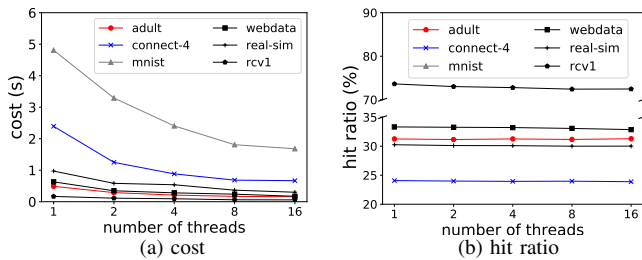 6
5
4
3
2
1
0
cost (s)
adult
connect-4
mnist
webdata
real-sim
rcv1
1 2 4 8 16
number of threads
(a) cost
90
80
70
35
30
25
20
hit ratio (%)
adult
connect-4
mnist
webdata
real-sim
rcv1
1 2 4 8 16
number of threads
(b) hit ratio